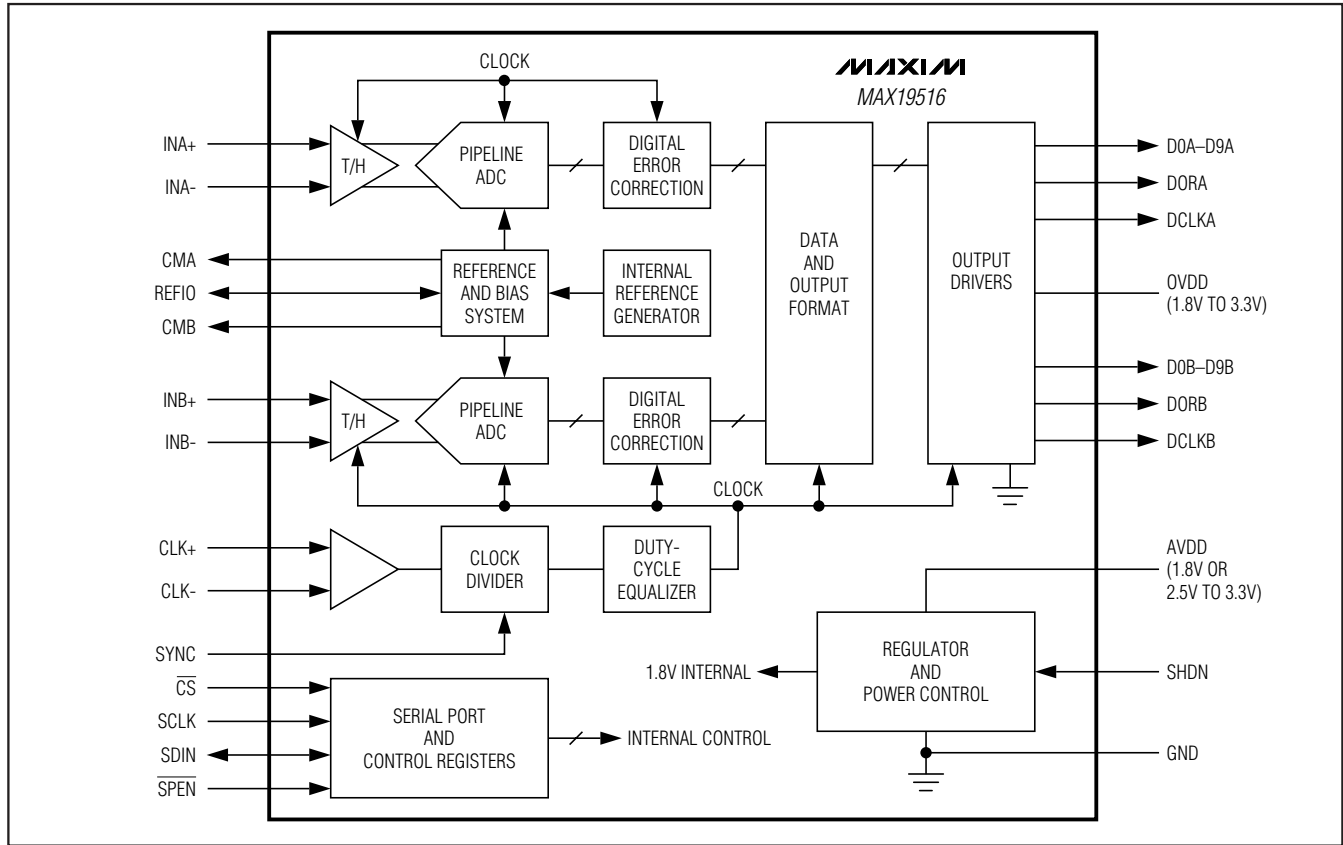 CLOCK
MAXIM
MAX19516
INA+
INA-
T/H
PIPELINE
ADC
DIGITAL
ERROR
CORRECTION
DATA
AND
OUTPUT
FORMAT
OUTPUT
DRIVERS
D0A–D9A
DORA
DCLKA
OVDD
(1.8V TO 3.3V)
D0B–D9B
DORB
DCLKB
CMA
REFIO
CMB
REFERENCE
AND BIAS
SYSTEM
INTERNAL
REFERENCE
GENERATOR
INB+
INB-
T/H
PIPELINE
ADC
DIGITAL
ERROR
CORRECTION
CLOCK
CLK+
CLK-
CLOCK
DIVIDER
DUTY-
CYCLE
EQUALIZER
AVDD
(1.8V OR
2.5V TO 3.3V)
SYNC
CS
SCLK
SDIN
SPEN
SERIAL PORT
AND
CONTROL REGISTERS
INTERNAL CONTROL
1.8V INTERNAL
REGULATOR
AND
POWER CONTROL
SHDN
GND